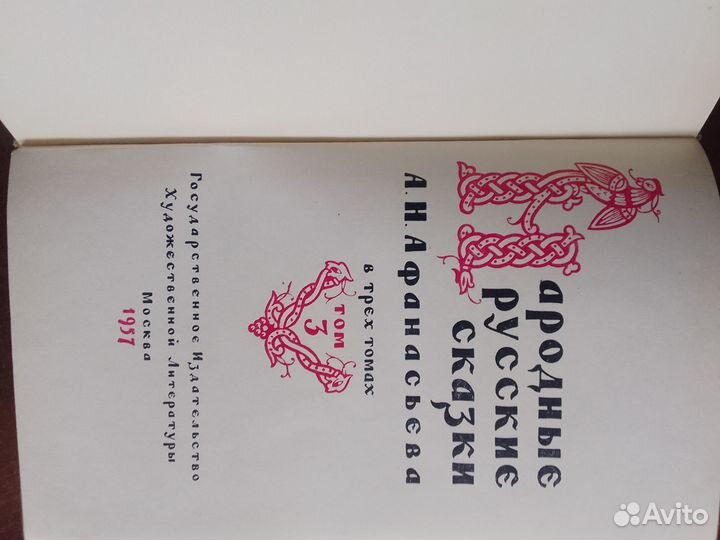 Народные
русские
сказки
А.Н.Афанасьева
в трех томах
том
3
Государственное Издательство
Художественной Литературы
Москва
1957
Avito